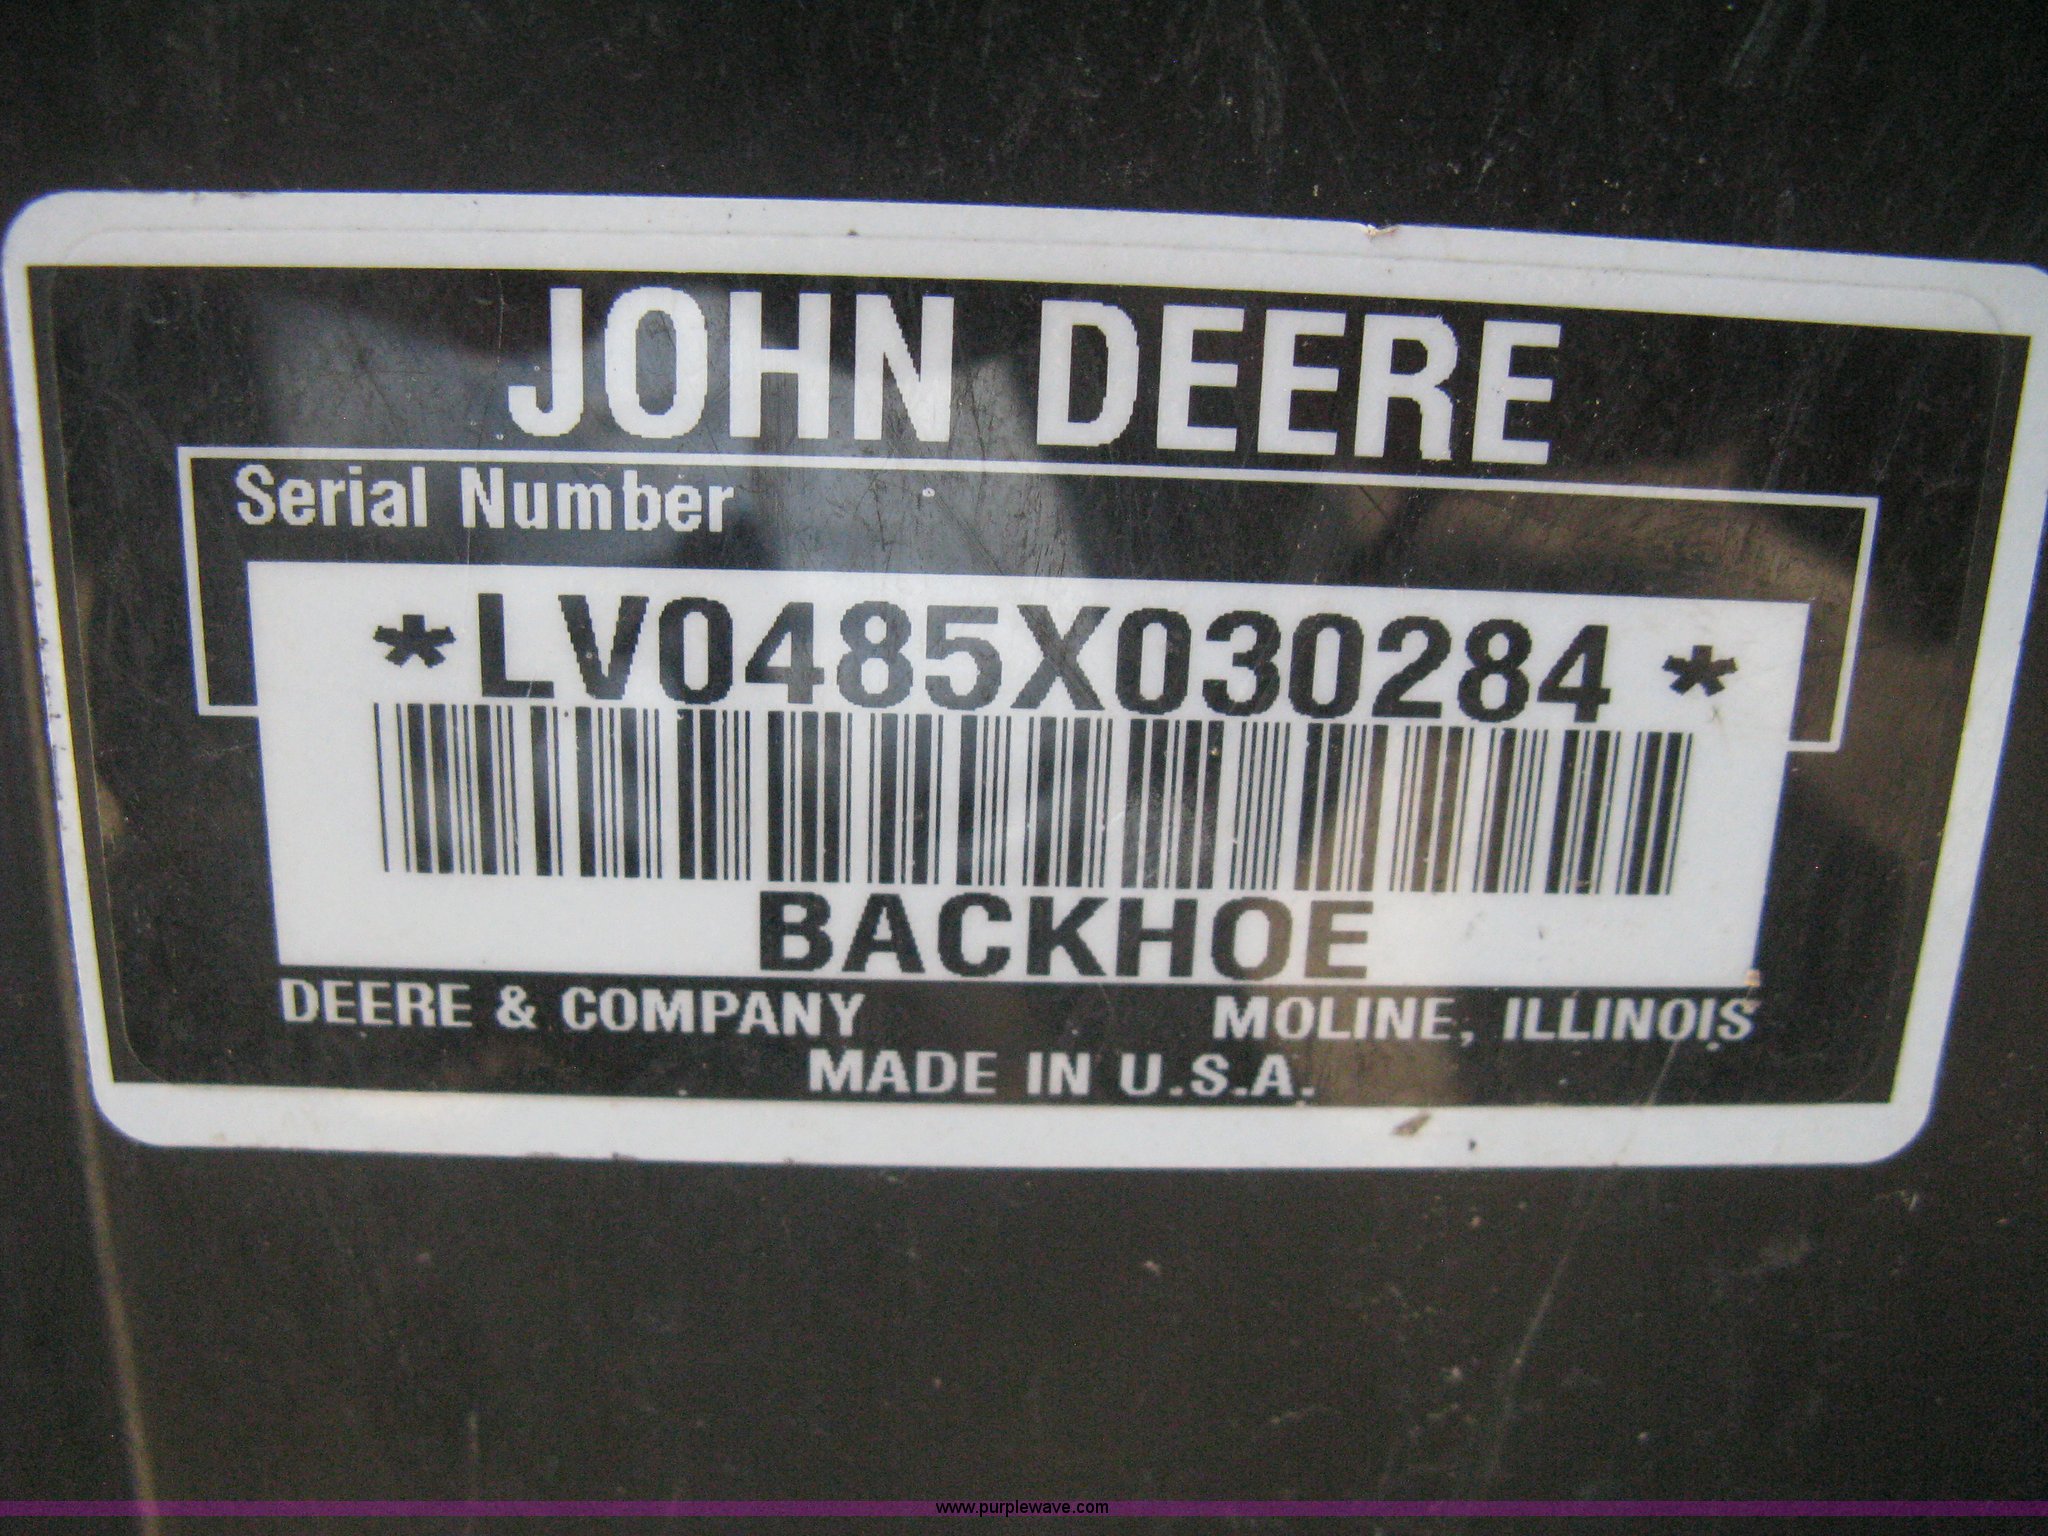 JOHN DEERE
Serial Number
*LV0485X030284*
BACKHOE
DEERE & COMPANY MOLINE, ILLINOIS
MADE IN U.S.A.
www.purplewave.com